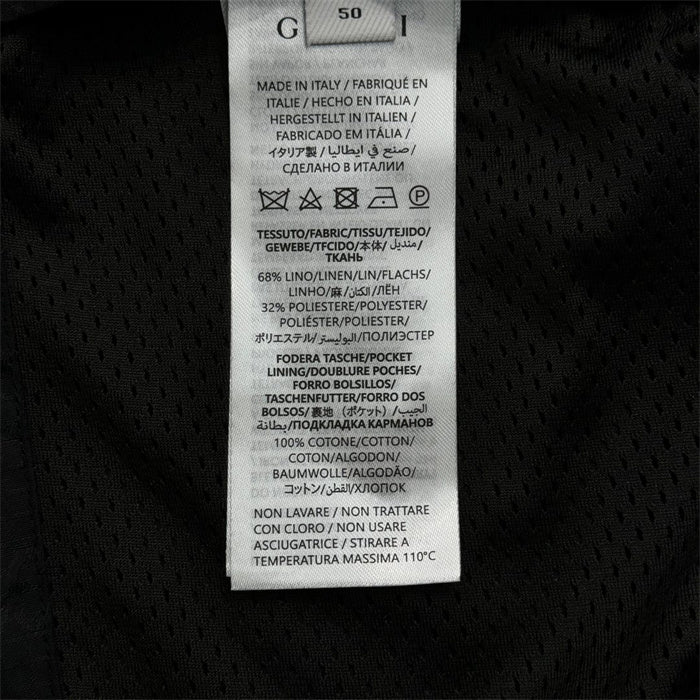 50
G I
MADE IN ITALY / FABRIQUÉ EN
ITALIE / HECHO EN ITALIA /
HERGESTELLT IN ITALIEN /
FABRICADO EM ITÁLIA /
イタリア製 / صنع في ايطاليا /
СДЕЛАНО В ИТАЛИИ
P
TESSUTO/FABRIC/TISSU/TEJIDO/
GEWEBE/TFCIDO/本体/منديل/
ТКАНЬ
68% LINO/LINEN/LIN/FLACHS/
LINHO/麻/الكتان/ЛЁН
32% POLIESTERE/POLYESTER/
POLIÉSTER/POLYESTER/
ポリエステル/البوليستر/ПОЛИЭСТЕР
FODERA TASCHE/POCKET
LINING/DOUBLURE POCHES/
FORRO BOLSILLOS/
TASCHENFUTTER/FORRO DOS
BOLSOS/裏地 (ポケット) /الجيب
بطانة/ПОДКЛАДКА КАРМАНОВ
100% COTONE/COTTON/
COTON/ALGODON/
BAUMWOLLE/ALGODÃO/
コットン/القطن/ХЛОПОК
NON LAVARE / NON TRATTARE
CON CLORO / NON USARE
ASCIUGATRICE / STIRARE A
TEMPERATURA MASSIMA 110°C